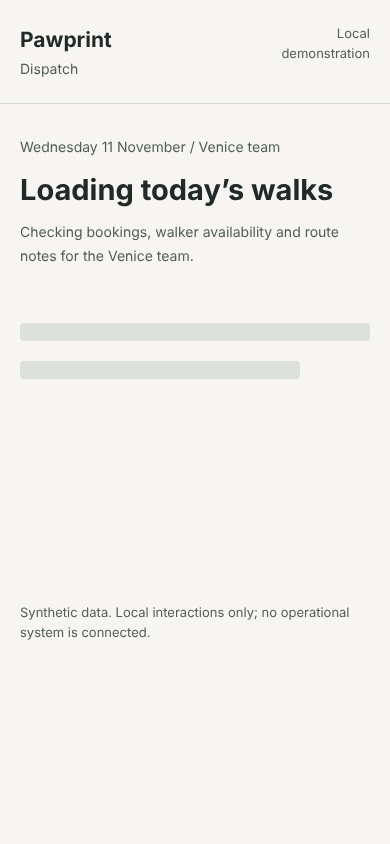 Pawprint
Dispatch
Local
demonstration
Wednesday 11 November / Venice team
Loading today’s walks
Checking bookings, walker availability and route
notes for the Venice team.
Synthetic data. Local interactions only; no operational
system is connected.